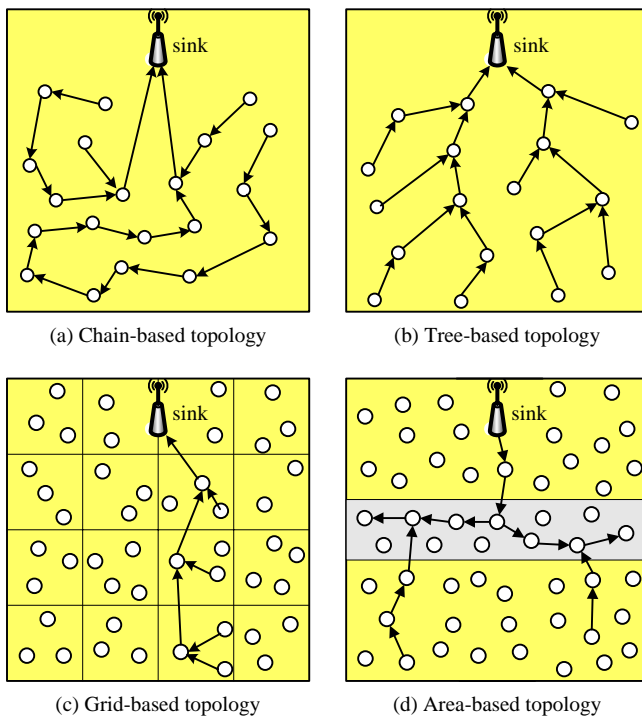 sink
sink
(a) Chain-based topology
(b) Tree-based topology
sink
sink
(c) Grid-based topology
(d) Area-based topology